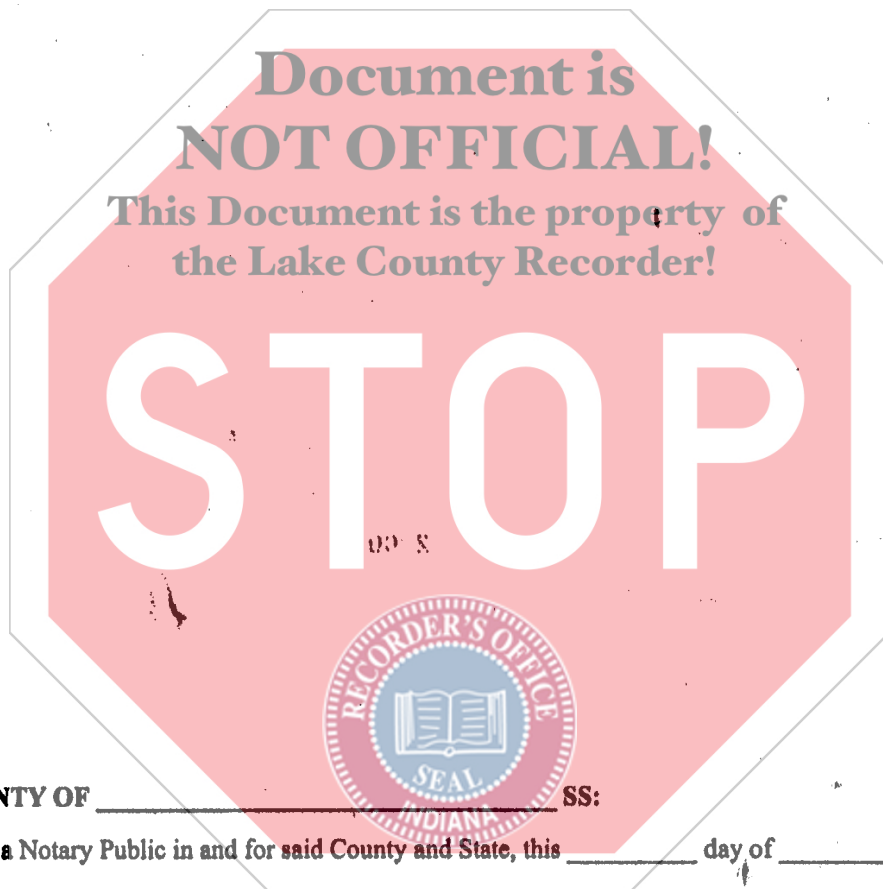 Document is
NOT OFFICIAL!
This Document is the property of
the Lake County Recorder!
STOP
RECORDER'S OFFICE
SEAL
INDIANA
NTY OF SS:
a Notary Public in and for said County and State, this day of